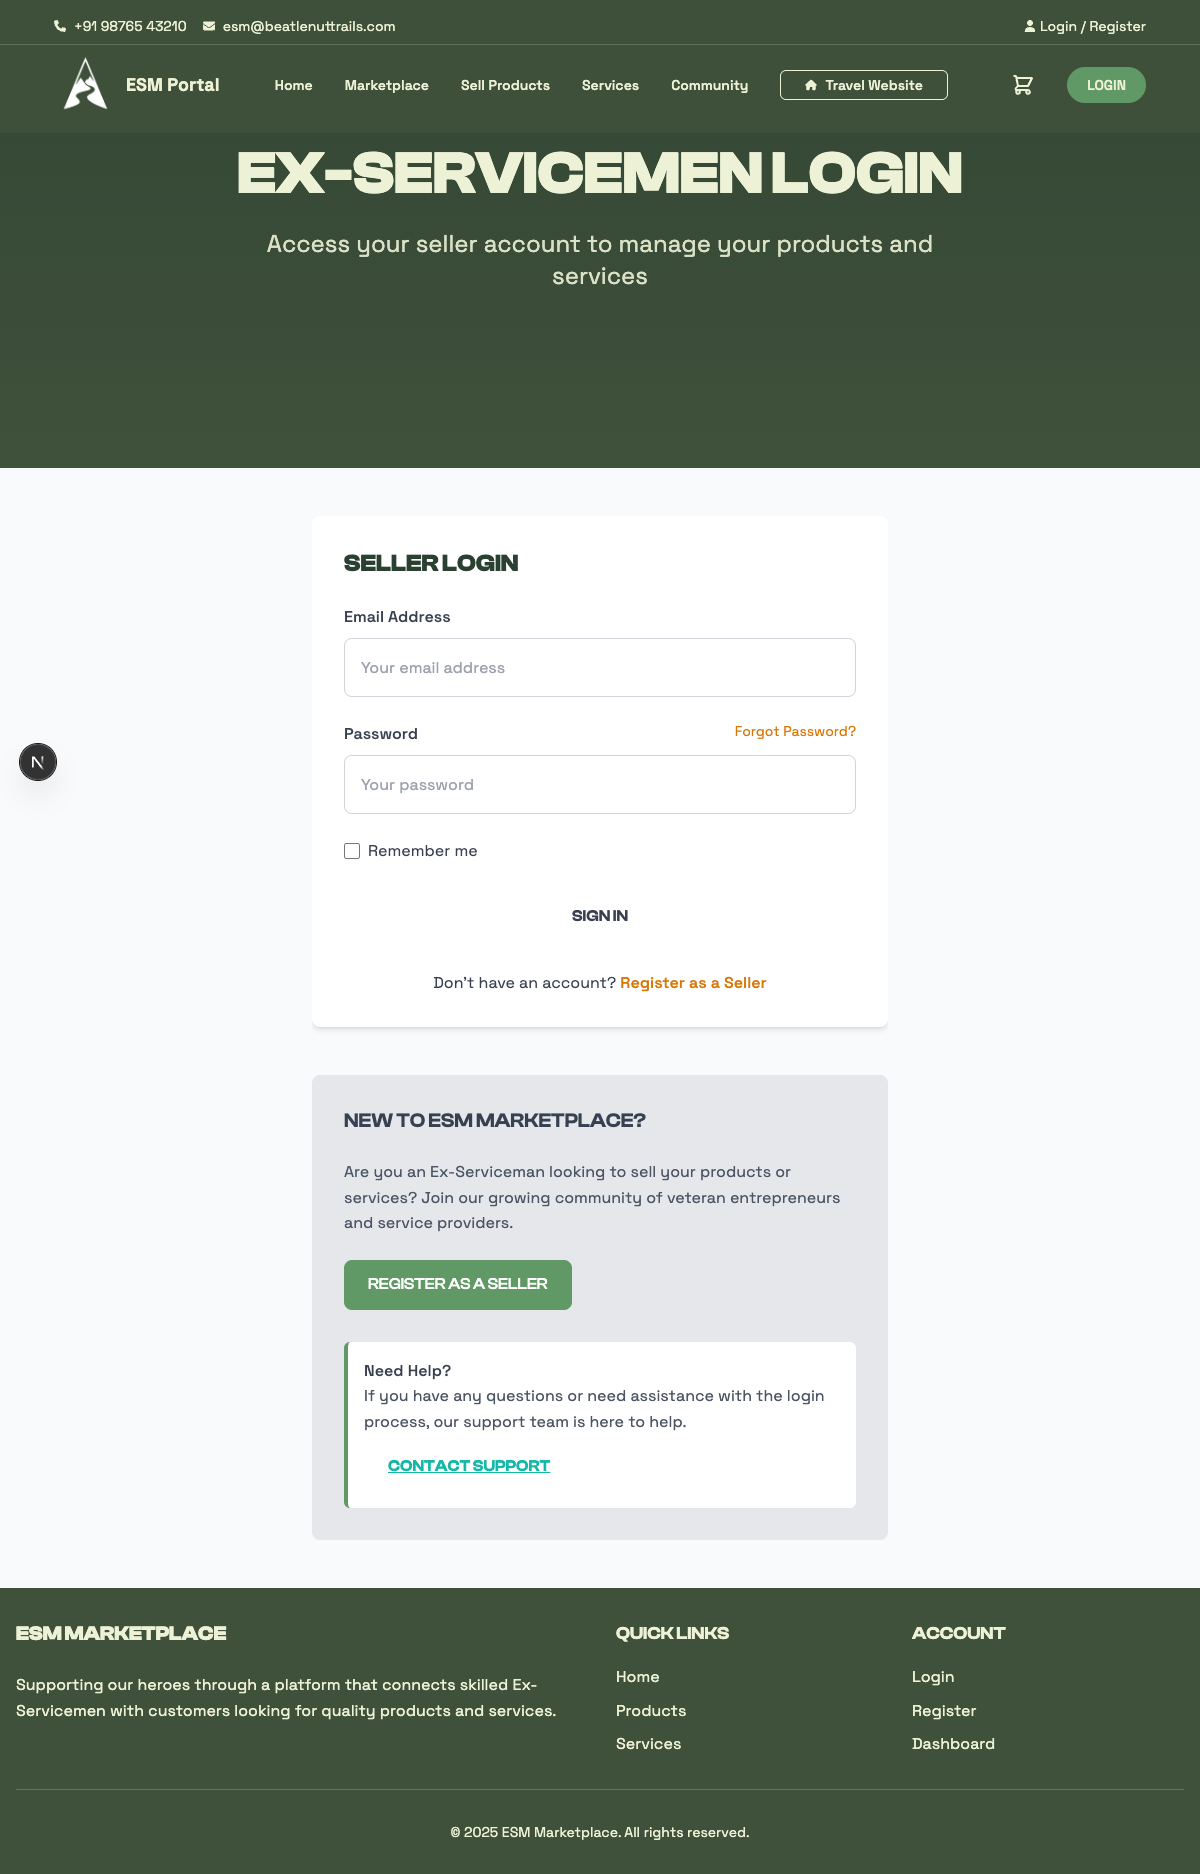 +91 98765 43210
esm@beatlenuttrails.com
Login / Register
ESM Portal
Home
Marketplace
Sell Products
Services
Community
Travel Website
LOGIN
EX-SERVICEMEN LOGIN
Access your seller account to manage your products and
services
SELLER LOGIN
Email Address
Your email address
Password
Forgot Password?
Your password
Remember me
SIGN IN
Don't have an account? Register as a Seller
NEW TO ESM MARKETPLACE?
Are you an Ex-Serviceman looking to sell your products or
services? Join our growing community of veteran entrepreneurs
and service providers.
REGISTER AS A SELLER
Need Help?
If you have any questions or need assistance with the login
process, our support team is here to help.
CONTACT SUPPORT
N
ESM MARKETPLACE
Supporting our heroes through a platform that connects skilled Ex-
Servicemen with customers looking for quality products and services.
QUICK LINKS
Home
Products
Services
ACCOUNT
Login
Register
Dashboard
© 2025 ESM Marketplace. All rights reserved.